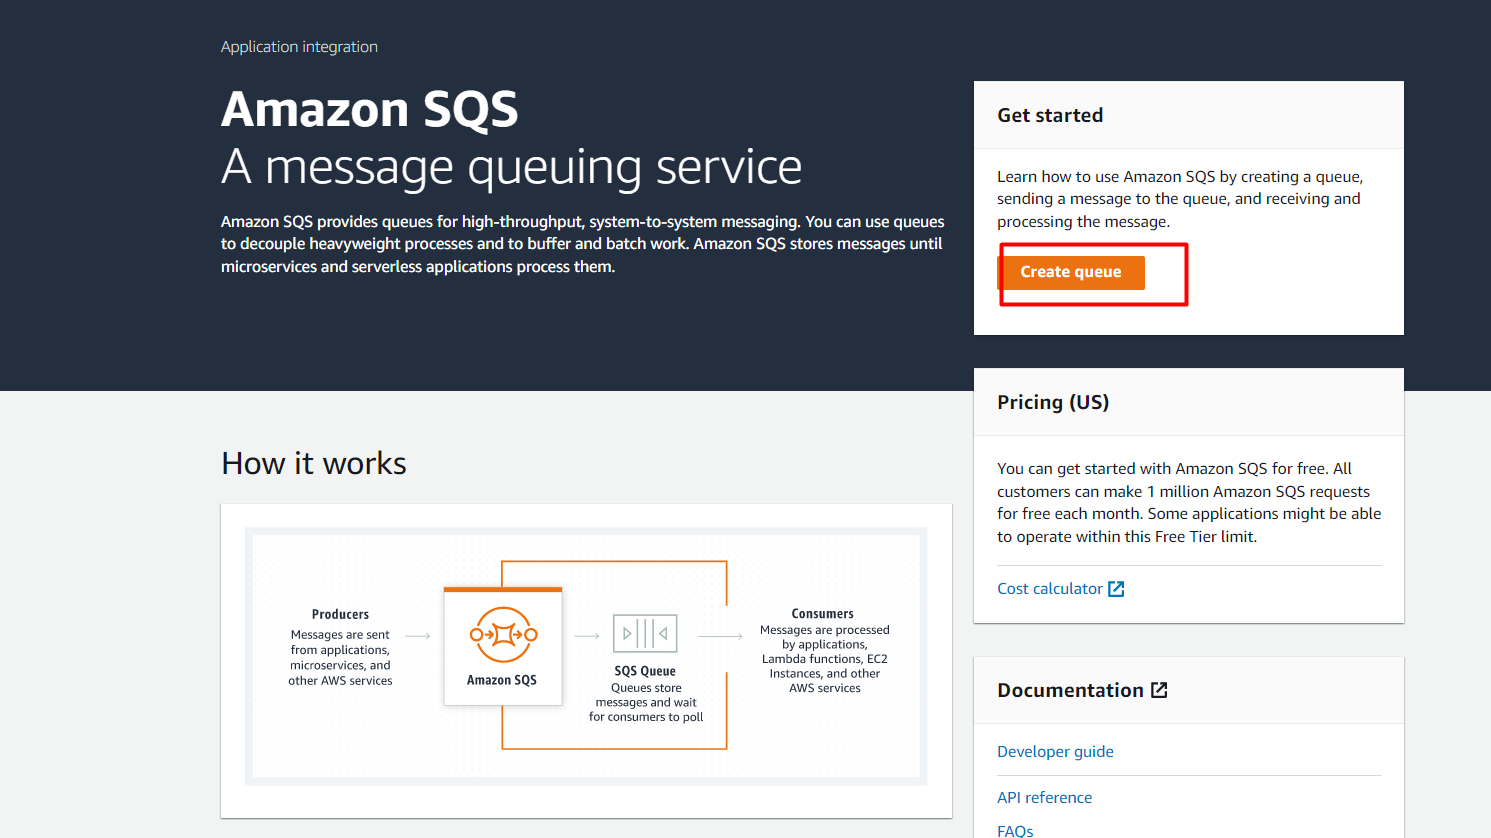 Application integration
Amazon SQS
A message queuing service
Amazon SQS provides queues for high-throughput, system-to-system messaging. You can use queues
to decouple heavyweight processes and to buffer and batch work. Amazon SQS stores messages until
microservices and serverless applications process them.
Get started
Learn how to use Amazon SQS by creating a queue,
sending a message to the queue, and receiving and
processing the message.
Create queue
Pricing (US)
You can get started with Amazon SQS for free. All
customers can make 1 million Amazon SQS requests
for free each month. Some applications might be able
to operate within this Free Tier limit.
Cost calculator
Documentation
Developer guide
API reference
FAQs
How it works
Producers
Messages are sent
from applications,
microservices, and
other AWS services
Amazon SQS
SQS Queue
Queues store
messages and wait
for consumers to poll
Consumers
Messages are processed
by applications,
Lambda functions, EC2
Instances, and other
AWS services